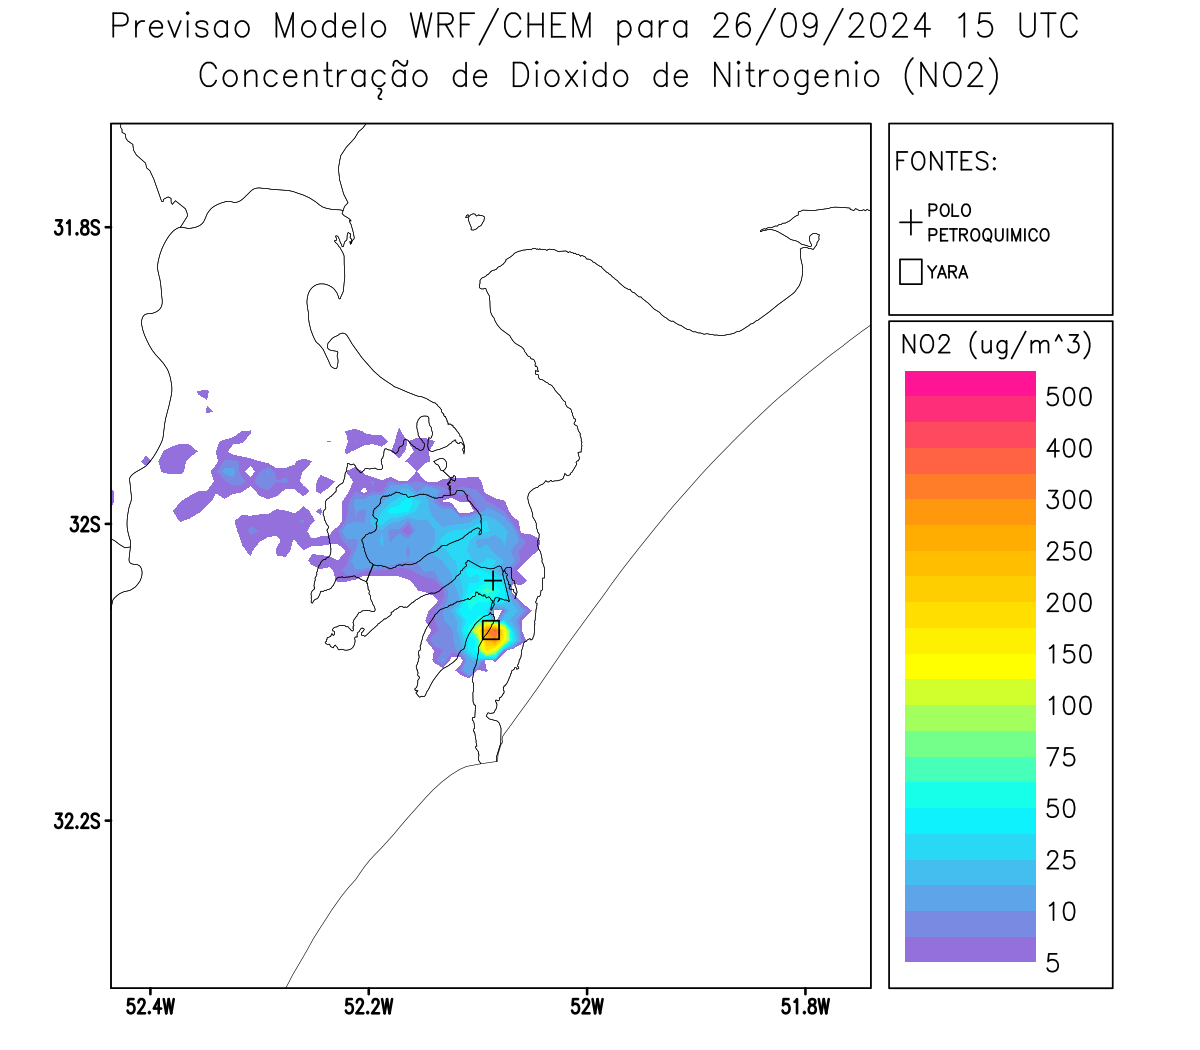 Previsao Modelo WRF/CHEM para 26/09/2024 15 UTC
Concentração de Dioxido de Nitrogenio (NO2)
FONTES:
POLO
PETROQUIMICO
YARA
NO2 (ug/m^3)
500
400
300
250
200
150
100
75
50
25
10
5
31.8S
32S
32.2S
52.4W
52.2W
52W
51.8W